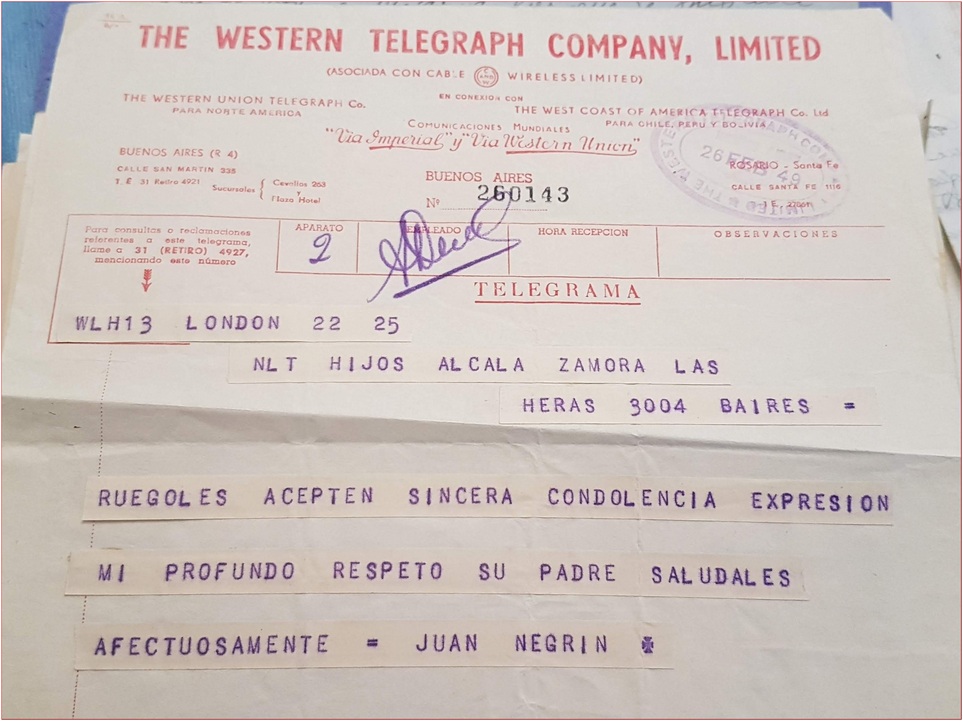 THE WESTERN TELEGRAPH COMPANY, LIMITED
(ASOCIADA CON CABLE AND WIRELESS LIMITED)
THE WESTERN UNION TELEGRAPH Co.
PARA NORTE AMERICA
EN CONEXION CON
THE WEST COAST OF AMERICA TELEGRAPH Co. Ltd
PARA CHILE, PERU Y BOLIVIA
COMUNICACIONES MUNDIALES
"Via Imperial" y "Via Western Union"
BUENOS AIRES (R 4)
CALLE SAN MARTIN 335
T. E. 31 Retiro 4921
Sucursales { Cevallos 263
y
Plaza Hotel
BUENOS AIRES
Nº 260143
26 FEB 49
ROSARIO - Santa Fe
CALLE SANTA FE 1116
Para consultas o reclamaciones
referentes a este telegrama,
llame a 31 (RETIRO) 4927,
mencionando este número
APARATO
2
EMPLEADO
HORA RECEPCION
OBSERVACIONES
TELEGRAMA
WLH13 LONDON 22 25
NLT HIJOS ALCALA ZAMORA LAS
HERAS 3004 BAIRES =
RUEGOLES ACEPTEN SINCERA CONDOLENCIA EXPRESION
MI PROFUNDO RESPETO SU PADRE SALUDALES
AFECTUOSAMENTE = JUAN NEGRIN